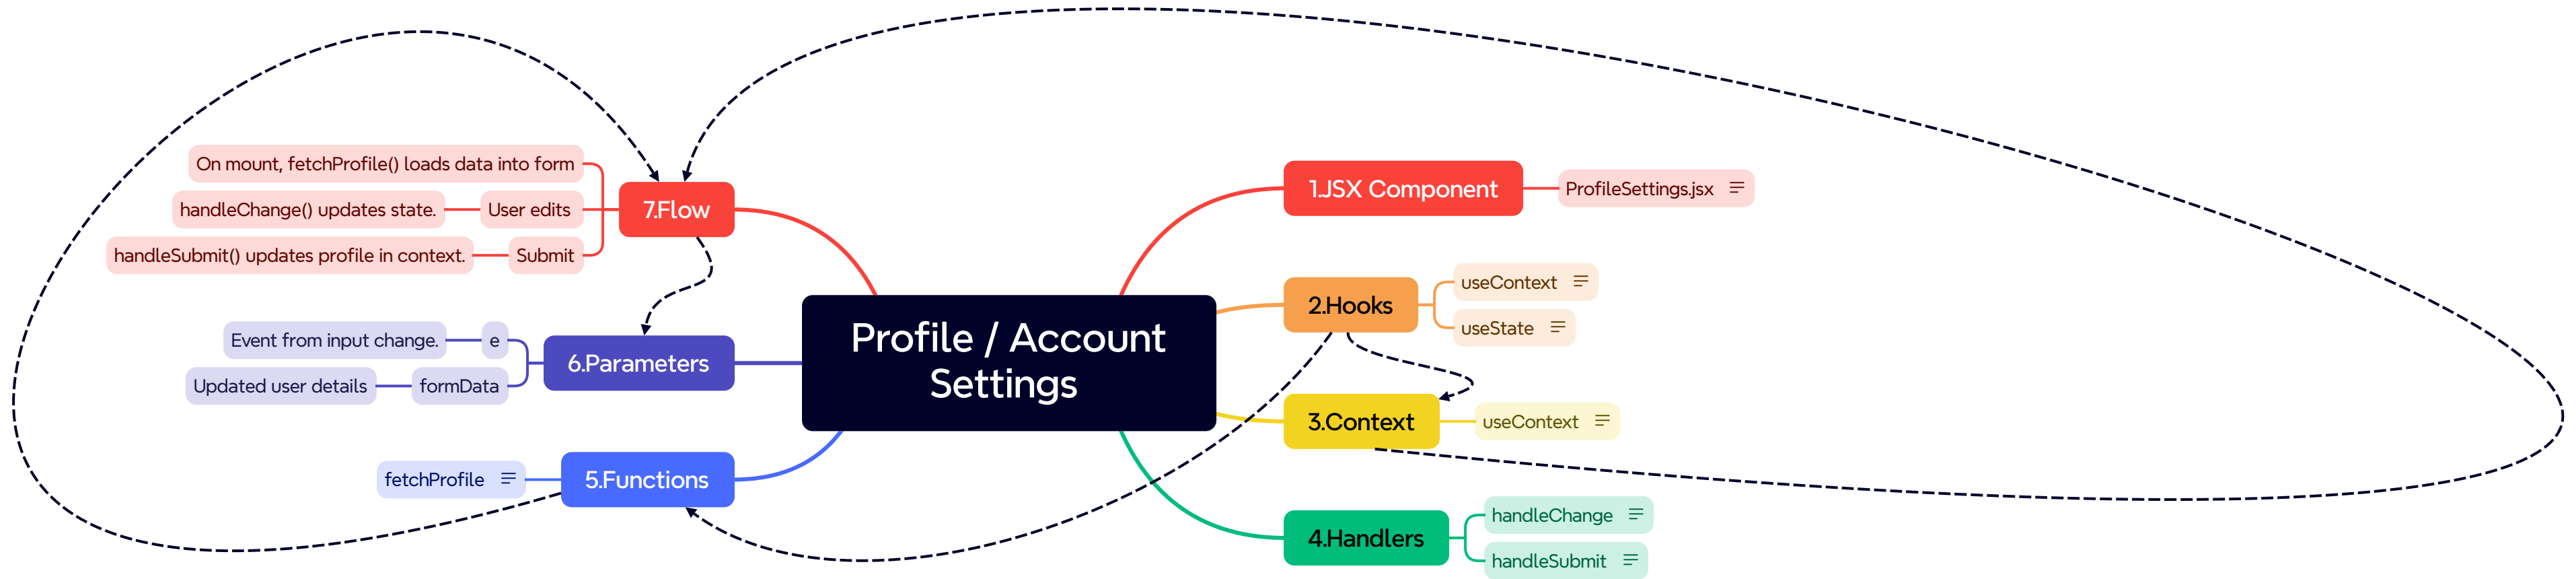 Profile / Account
Settings
1.JSX Component
ProfileSettings.jsx
2.Hooks
useContext
useState
3.Context
useContext
4.Handlers
handleChange
handleSubmit
5.Functions
fetchProfile
6.Parameters
e
Event from input change.
formData
Updated user details
7.Flow
On mount, fetchProfile() loads data into form
User edits
handleChange() updates state.
Submit
handleSubmit() updates profile in context.